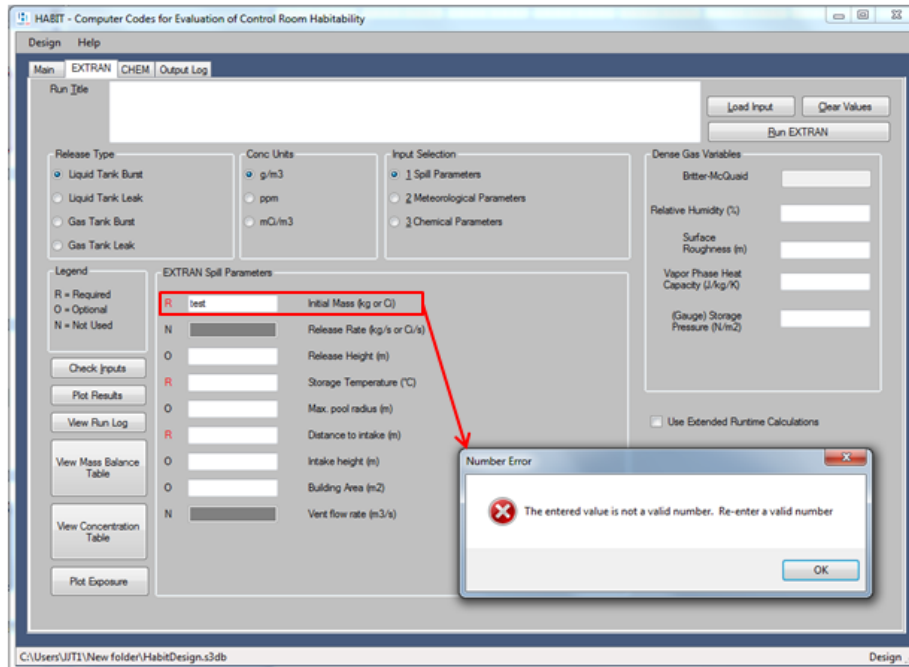 HABIT - Computer Codes for Evaluation of Control Room Habitability
Design Help
Main EXTRAN CHEM Output Log
Run Title
Load Input Clear Values
Run EXTRAN
Release Type
Liquid Tank Burst
Liquid Tank Leak
Gas Tank Burst
Gas Tank Leak
Conc Units
g/m3
ppm
mCi/m3
Input Selection
1 Spill Parameters
2 Meteorological Parameters
3 Chemical Parameters
Dense Gas Variables
Britter-McQuaid
Relative Humidity (%)
Surface
Roughness (m)
Vapor Phase Heat
Capacity (J/kg/K)
(Gauge) Storage
Pressure (N/m2)
Legend
R = Required
O = Optional
N = Not Used
Check Inputs
Plot Results
View Run Log
View Mass Balance
Table
View Concentration
Table
Plot Exposure
EXTRAN Spill Parameters
R test Initial Mass (kg or Ci)
N Release Rate (kg/s or Ci/s)
O Release Height (m)
R Storage Temperature (°C)
O Max. pool radius (m)
R Distance to intake (m)
O Intake height (m)
O Building Area (m2)
N Vent flow rate (m3/s)
Use Extended Runtime Calculations
Number Error
The entered value is not a valid number. Re-enter a valid number
OK
C:\Users\JJT1\New folder\HabitDesign.s3db Design